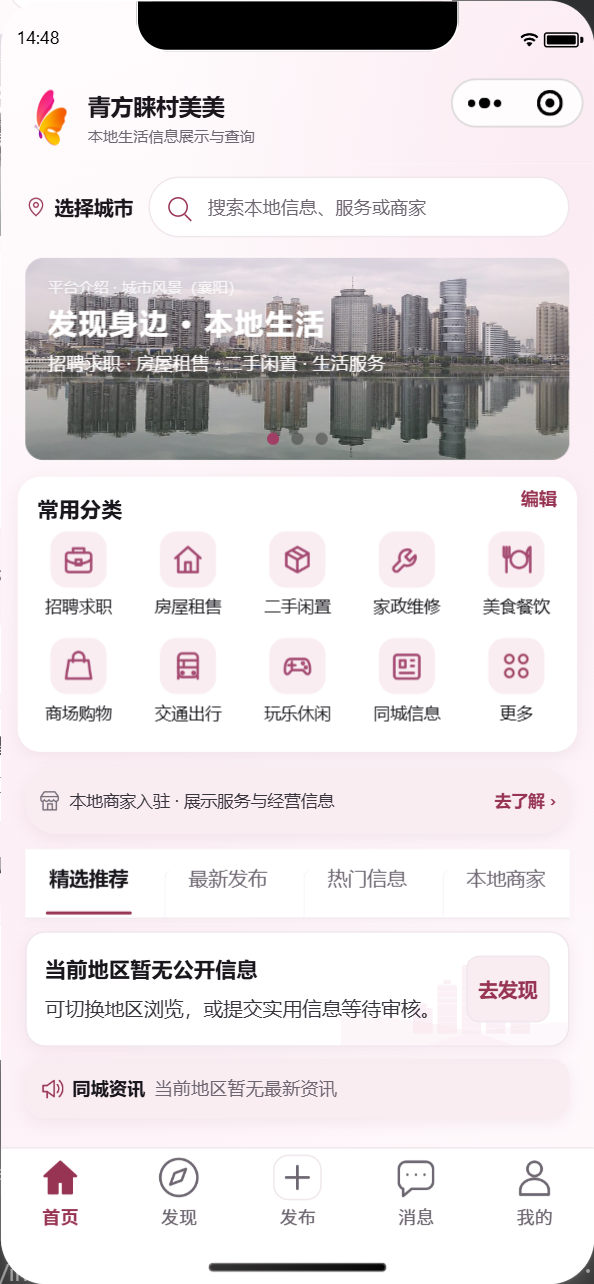 14:48
青方睐村美美
本地生活信息展示与查询
选择城市
搜索本地信息、服务或商家
平台介绍 · 城市风景（襄阳）
发现身边 · 本地生活
招聘求职 · 房屋租售 · 二手闲置 · 生活服务
常用分类
编辑
招聘求职 房屋租售 二手闲置 家政维修 美食餐饮
商场购物 交通出行 玩乐休闲 同城信息 更多
本地商家入驻 · 展示服务与经营信息
去了解 ›
精选推荐 最新发布 热门信息 本地商家
当前地区暂无公开信息
可切换地区浏览，或提交实用信息等待审核。
去发现
同城资讯 当前地区暂无最新资讯
首页 发现 发布 消息 我的